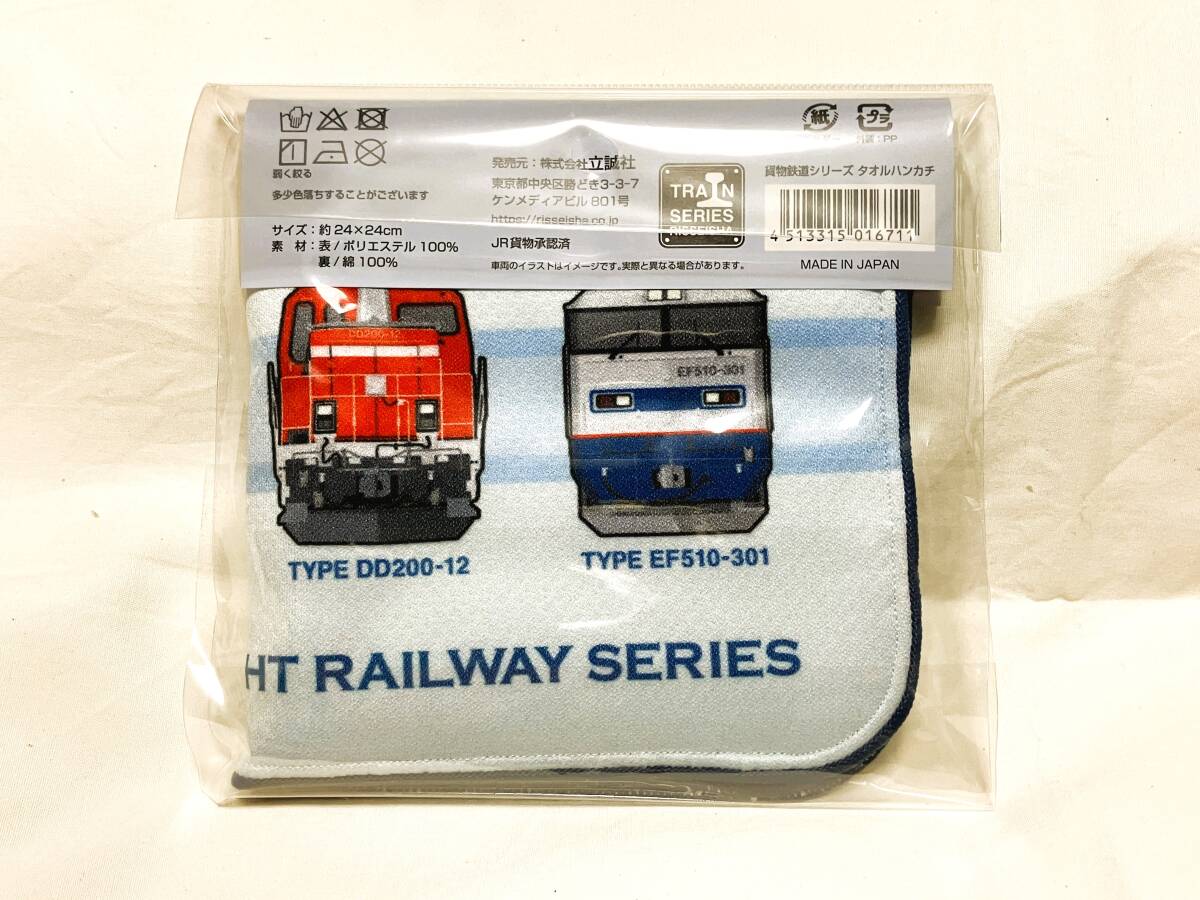 弱く絞る
多少色落ちすることがございます
サイズ：約24×24cm
素　材：表/ポリエステル100%
裏/綿100%
発売元：株式会社立誠社
東京都中央区勝どき3-3-7
ケンメディアビル801号
https://risseisha.co.jp
JR貨物承認済
車両のイラストはイメージです。実際と異なる場合があります。
TRAIN
SERIES
RISSEISHA
紙
プラ
外装：PP
貨物鉄道シリーズ タオルハンカチ
4 513315 016711
MADE IN JAPAN
DD200-12
EF510-301
TYPE DD200-12
TYPE EF510-301
HT RAILWAY SERIES